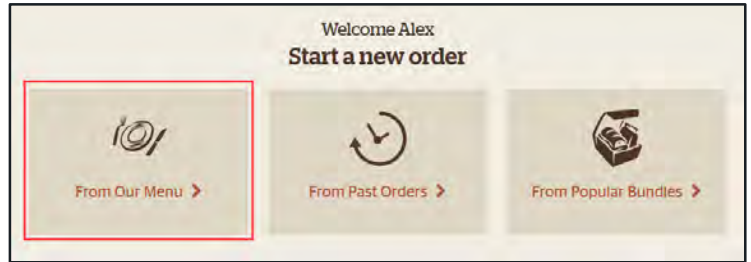 Welcome Alex
Start a new order
From Our Menu
From Past Orders
From Popular Bundles